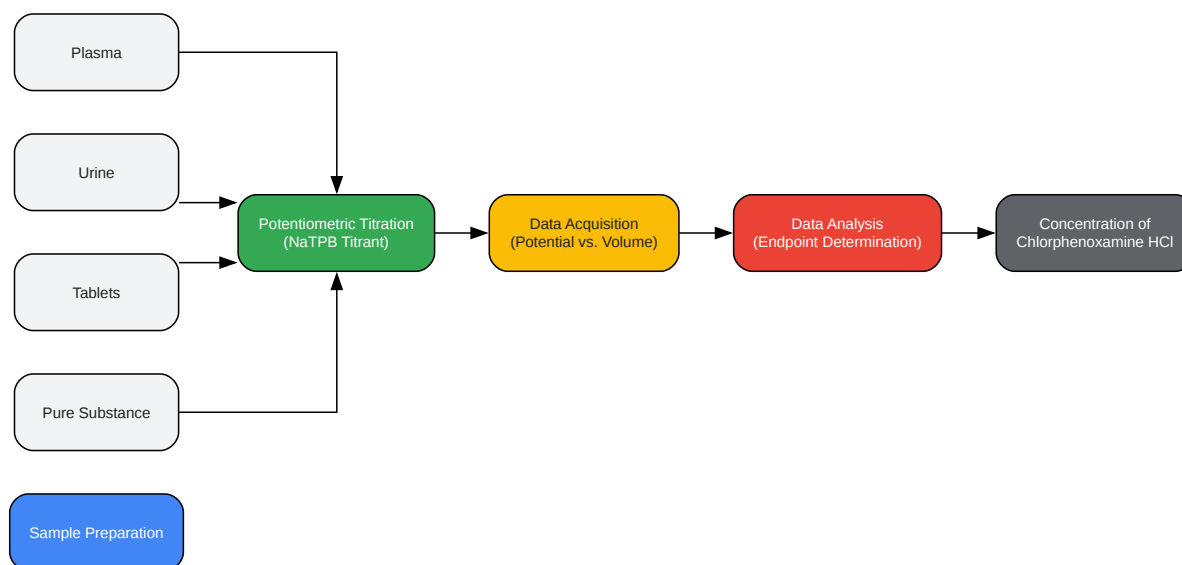 Plasma
Urine
Tablets
Pure Substance
Sample Preparation
Potentiometric Titration
(NaTPB Titrant)
Data Acquisition
(Potential vs. Volume)
Data Analysis
(Endpoint Determination)
Concentration of
Chlorphenoxamine HCl